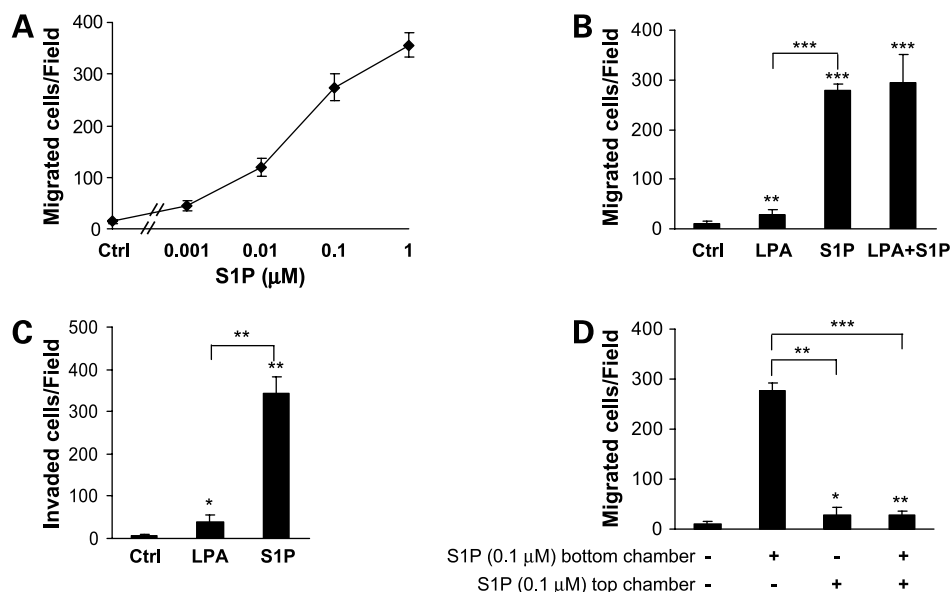 A
Migrated cells/Field
400
300
200
100
0
Ctrl 0.001 0.01 0.1 1
S1P (μM)
B
Migrated cells/Field
400
300
200
100
0
***
***
***
**
Ctrl LPA S1P LPA+S1P
C
Invaded cells/Field
500
400
300
200
100
0
**
**
*
Ctrl LPA S1P
D
Migrated cells/Field
400
300
200
100
0
***
**
* **
S1P (0.1 μM) bottom chamber - + - +
S1P (0.1 μM) top chamber - - + +